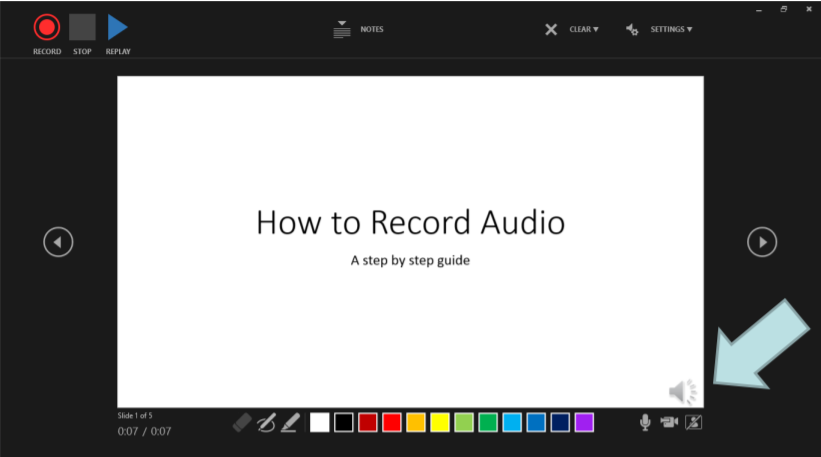 RECORD STOP REPLAY
NOTES
CLEAR ▼
SETTINGS ▼
How to Record Audio
A step by step guide
Slide 1 of 5
0:07 / 0:07